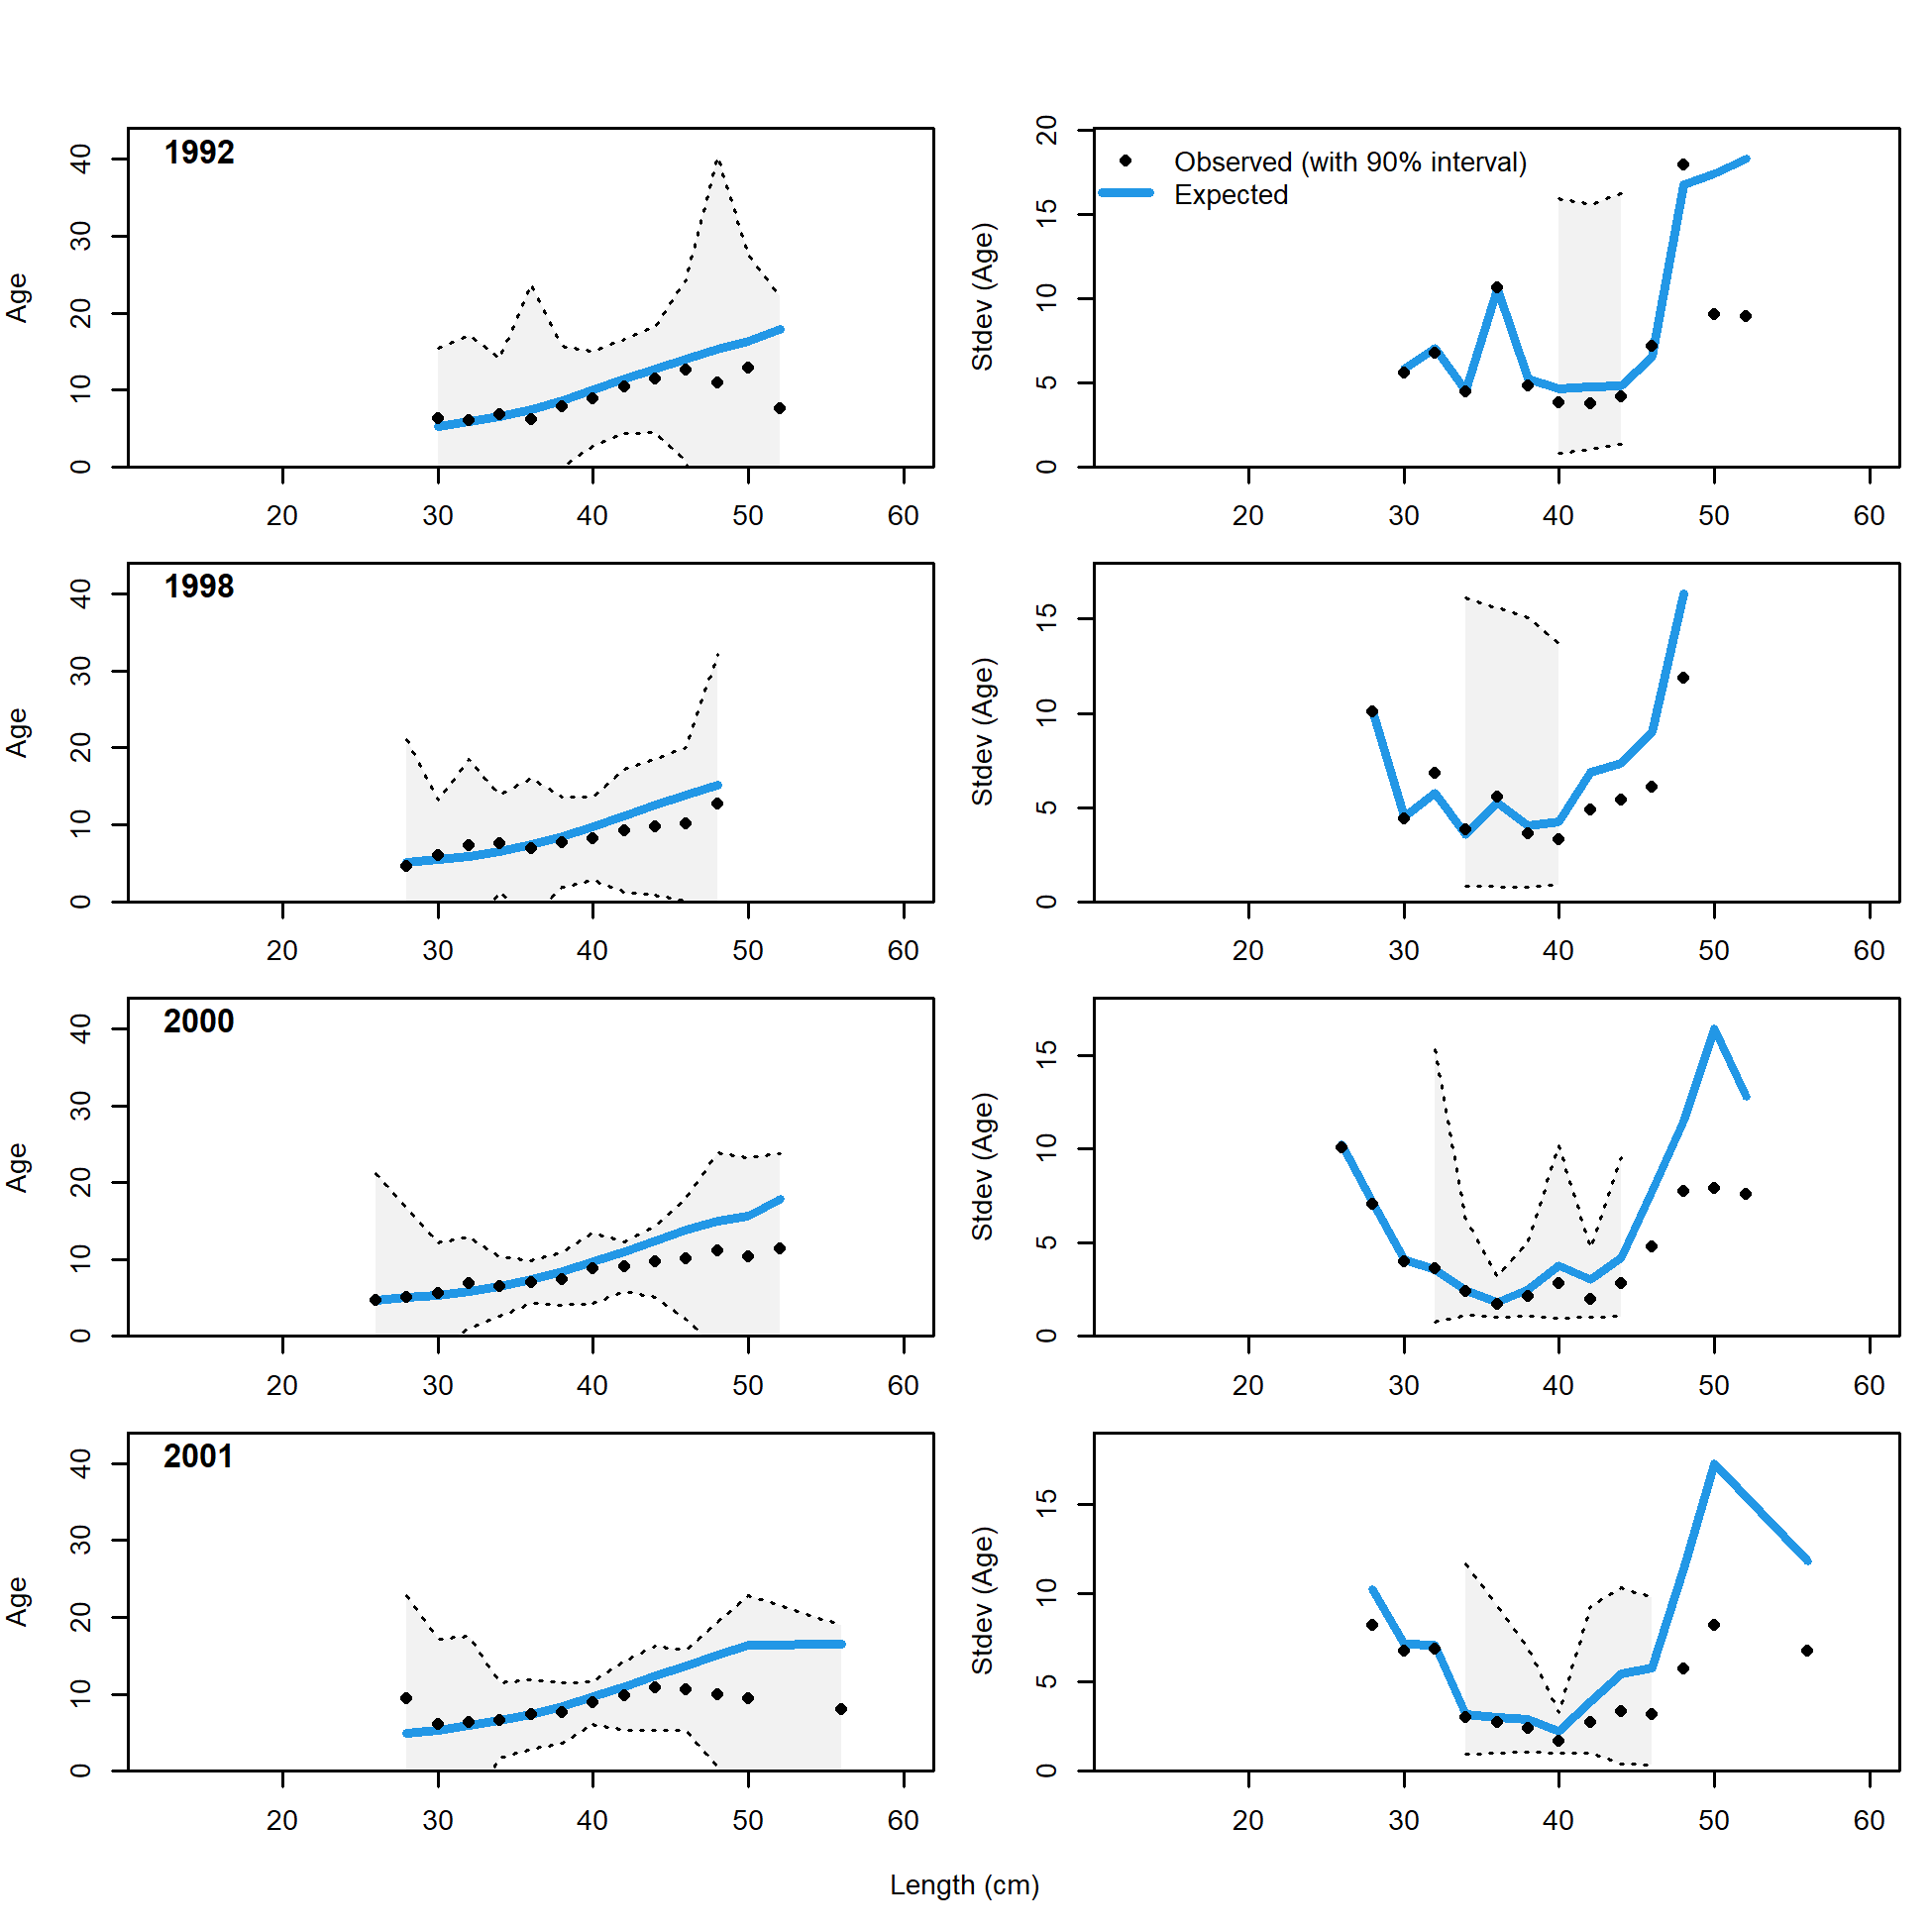 1992
Age
0 10 20 30 40
20 30 40 50 60
Observed (with 90% interval)
Expected
Stdev (Age)
0 5 10 15 20
20 30 40 50 60
1998
Age
0 10 20 30 40
20 30 40 50 60
Stdev (Age)
0 5 10 15
20 30 40 50 60
2000
Age
0 10 20 30 40
20 30 40 50 60
Stdev (Age)
0 5 10 15
20 30 40 50 60
2001
Age
0 10 20 30 40
20 30 40 50 60
Stdev (Age)
0 5 10 15
20 30 40 50 60
Length (cm)